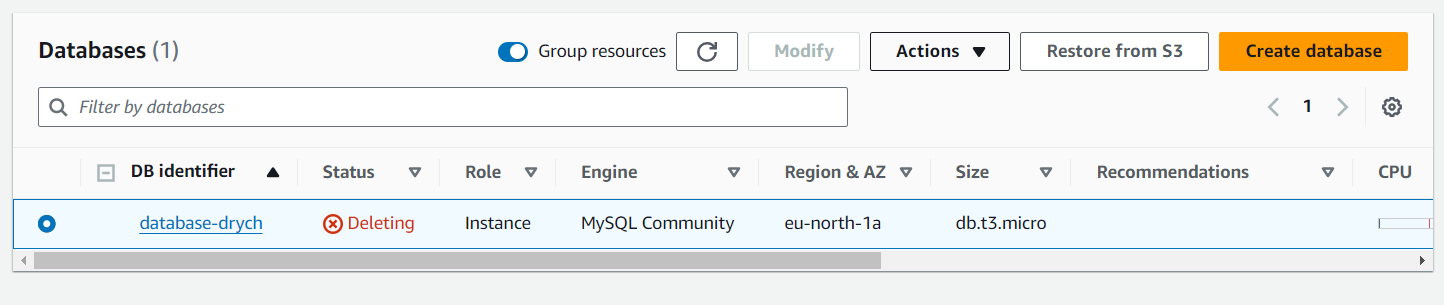 Databases (1)
Group resources
Modify
Actions
Restore from S3
Create database
Filter by databases
1
DB identifier Status Role Engine Region & AZ Size Recommendations CPU
database-drych Deleting Instance MySQL Community eu-north-1a db.t3.micro